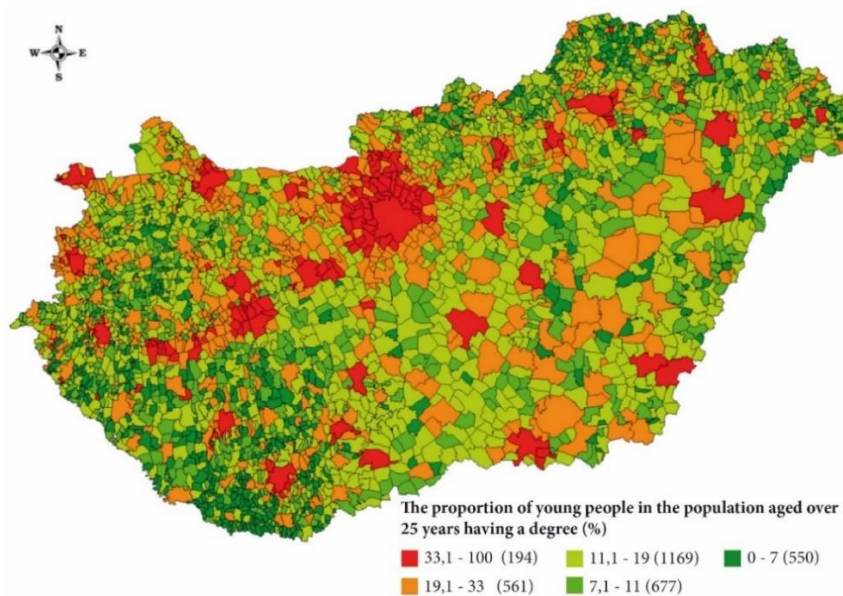 N
W E
S
The proportion of young people in the population aged over
25 years having a degree (%)
33,1 - 100 (194) 11,1 - 19 (1169) 0 - 7 (550)
19,1 - 33 (561) 7,1 - 11 (677)